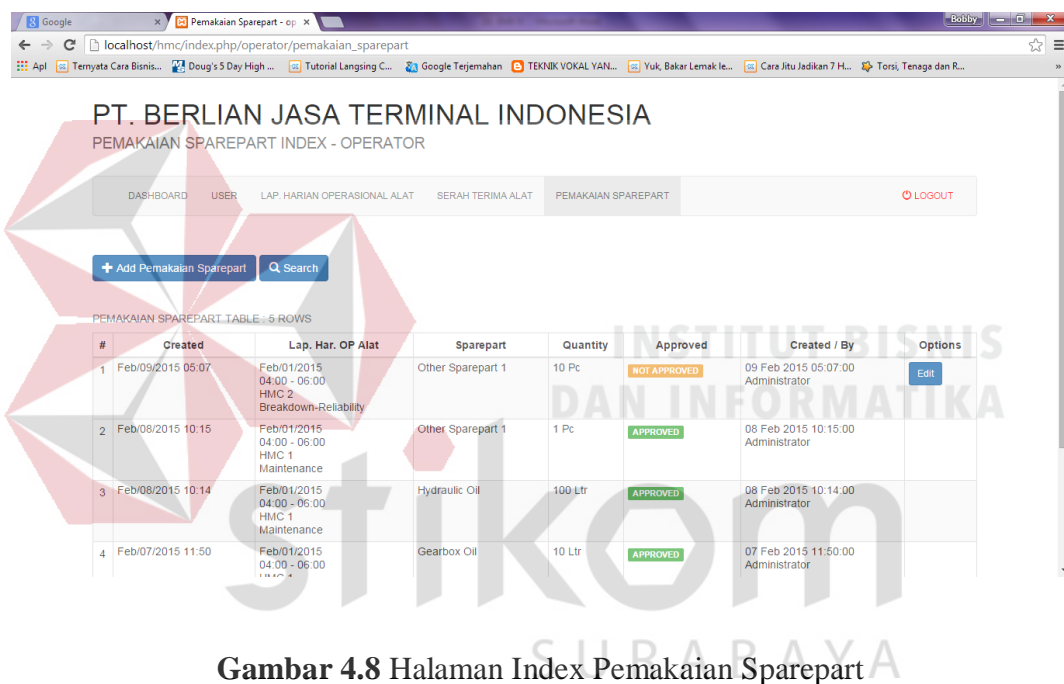 Google
Pemakaian Sparepart - op
Bobby
localhost/hmc/index.php/operator/pemakaian_sparepart
Apl Ternyata Cara Bisnis... Doug's 5 Day High ... Tutorial Langsing C... Google Terjemahan TEKNIK VOKAL YAN... Yuk, Bakar Lemak le... Cara Jitu Jadikan 7 H... Torsi, Tenaga dan R... »
PT. BERLIAN JASA TERMINAL INDONESIA
PEMAKAIAN SPAREPART INDEX - OPERATOR
DASHBOARD USER LAP. HARIAN OPERASIONAL ALAT SERAH TERIMA ALAT PEMAKAIAN SPAREPART LOGOUT
Add Pemakaian Sparepart Search
PEMAKAIAN SPAREPART TABLE : 5 ROWS
# Created Lap. Har. OP Alat Sparepart Quantity Approved Created / By Options
1 Feb/09/2015 05:07 Feb/01/2015 Other Sparepart 1 10 Pc NOT APPROVED 09 Feb 2015 05:07:00 Edit
04:00 - 06:00 Administrator
HMC 2
Breakdown-Reliability
2 Feb/08/2015 10:15 Feb/01/2015 Other Sparepart 1 1 Pc APPROVED 08 Feb 2015 10:15:00
04:00 - 06:00 Administrator
HMC 1
Maintenance
3 Feb/08/2015 10:14 Feb/01/2015 Hydraulic Oil 100 Ltr APPROVED 08 Feb 2015 10:14:00
04:00 - 06:00 Administrator
HMC 1
Maintenance
4 Feb/07/2015 11:50 Feb/01/2015 Gearbox Oil 10 Ltr APPROVED 07 Feb 2015 11:50:00
04:00 - 06:00 Administrator
HMC 1
INSTITUT BISNIS
DAN INFORMATIKA
stikom
SURABAYA
Gambar 4.8 Halaman Index Pemakaian Sparepart